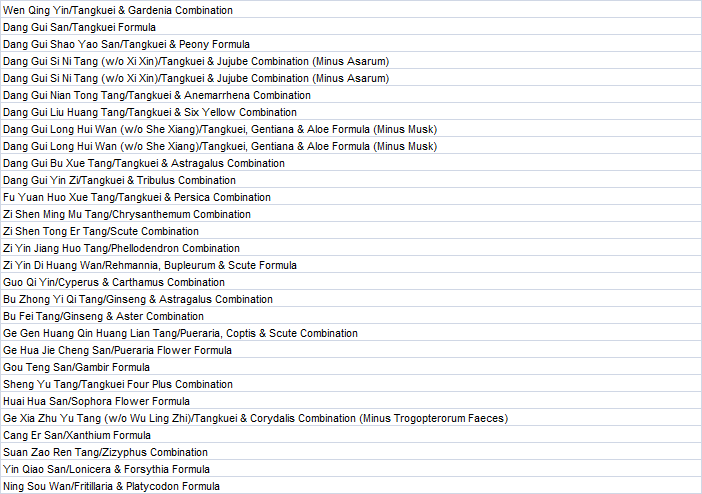 Wen Qing Yin/Tangkuei & Gardenia Combination
Dang Gui San/Tangkuei Formula
Dang Gui Shao Yao San/Tangkuei & Peony Formula
Dang Gui Si Ni Tang (w/o Xi Xin)/Tangkuei & Jujube Combination (Minus Asarum)
Dang Gui Si Ni Tang (w/o Xi Xin)/Tangkuei & Jujube Combination (Minus Asarum)
Dang Gui Nian Tong Tang/Tangkuei & Anemarrhena Combination
Dang Gui Liu Huang Tang/Tangkuei & Six Yellow Combination
Dang Gui Long Hui Wan (w/o She Xiang)/Tangkuei, Gentiana & Aloe Formula (Minus Musk)
Dang Gui Long Hui Wan (w/o She Xiang)/Tangkuei, Gentiana & Aloe Formula (Minus Musk)
Dang Gui Bu Xue Tang/Tangkuei & Astragalus Combination
Dang Gui Yin Zi/Tangkuei & Tribulus Combination
Fu Yuan Huo Xue Tang/Tangkuei & Persica Combination
Zi Shen Ming Mu Tang/Chrysanthemum Combination
Zi Shen Tong Er Tang/Scute Combination
Zi Yin Jiang Huo Tang/Phellodendron Combination
Zi Yin Di Huang Wan/Rehmannia, Bupleurum & Scute Formula
Guo Qi Yin/Cyperus & Carthamus Combination
Bu Zhong Yi Qi Tang/Ginseng & Astragalus Combination
Bu Fei Tang/Ginseng & Aster Combination
Ge Gen Huang Qin Huang Lian Tang/Pueraria, Coptis & Scute Combination
Ge Hua Jie Cheng San/Pueraria Flower Formula
Gou Teng San/Gambir Formula
Sheng Yu Tang/Tangkuei Four Plus Combination
Huai Hua San/Sophora Flower Formula
Ge Xia Zhu Yu Tang (w/o Wu Ling Zhi)/Tangkuei & Corydalis Combination (Minus Trogopterorum Faeces)
Cang Er San/Xanthium Formula
Suan Zao Ren Tang/Zizyphus Combination
Yin Qiao San/Lonicera & Forsythia Formula
Ning Sou Wan/Fritillaria & Platycodon Formula